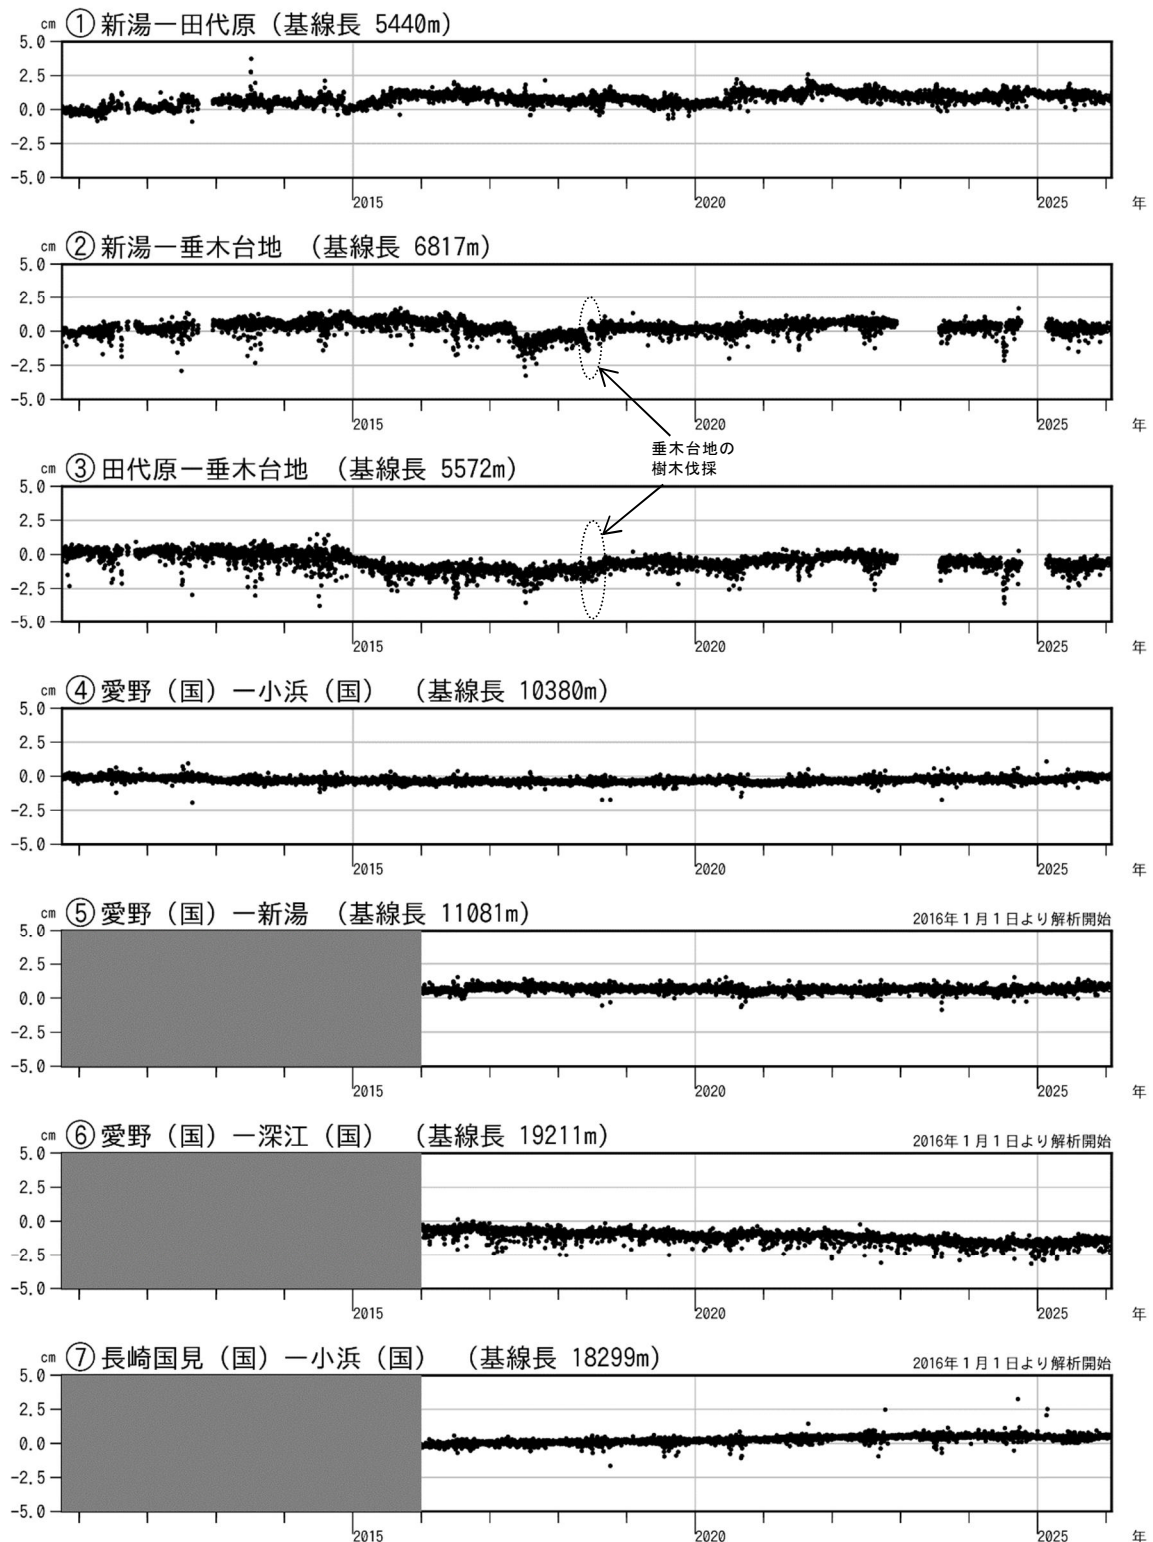 cm ①新湯ー田代原（基線長 5440m）
5.0
2.5
0.0
-2.5
-5.0
2015 2020 2025 年
cm ②新湯ー垂木台地 （基線長 6817m）
5.0
2.5
0.0
-2.5
-5.0
2015 2020 2025 年
垂木台地の
樹木伐採
cm ③田代原ー垂木台地 （基線長 5572m）
5.0
2.5
0.0
-2.5
-5.0
2015 2020 2025 年
cm ④愛野（国）ー小浜（国） （基線長 10380m）
5.0
2.5
0.0
-2.5
-5.0
2015 2020 2025 年
cm ⑤愛野（国）ー新湯 （基線長 11081m） 2016年１月１日より解析開始
5.0
2.5
0.0
-2.5
-5.0
2015 2020 2025 年
cm ⑥愛野（国）ー深江（国） （基線長 19211m） 2016年１月１日より解析開始
5.0
2.5
0.0
-2.5
-5.0
2015 2020 2025 年
cm ⑦長崎国見（国）ー小浜（国） （基線長 18299m） 2016年１月１日より解析開始
5.0
2.5
0.0
-2.5
-5.0
2015 2020 2025 年